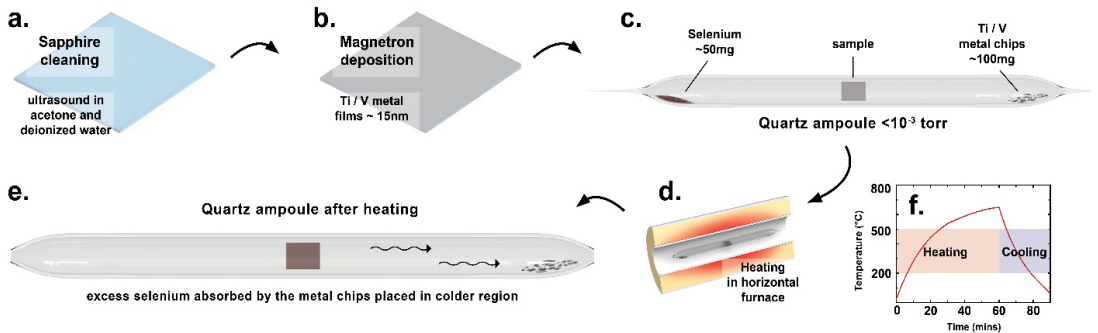 a.
Sapphire
cleaning
ultrasound in
acetone and
deionized water
b.
Magnetron
deposition
Ti / V metal
films ~ 15nm
c.
Selenium
~50mg
sample
Ti / V
metal chips
~100mg
Quartz ampoule <10⁻³ torr
d.
Heating
in horizontal
furnace
e.
Quartz ampoule after heating
excess selenium absorbed by the metal chips placed in colder region
f.
800
500
200
Temperature (°C)
Heating
Cooling
0
20
40
60
80
Time (mins)